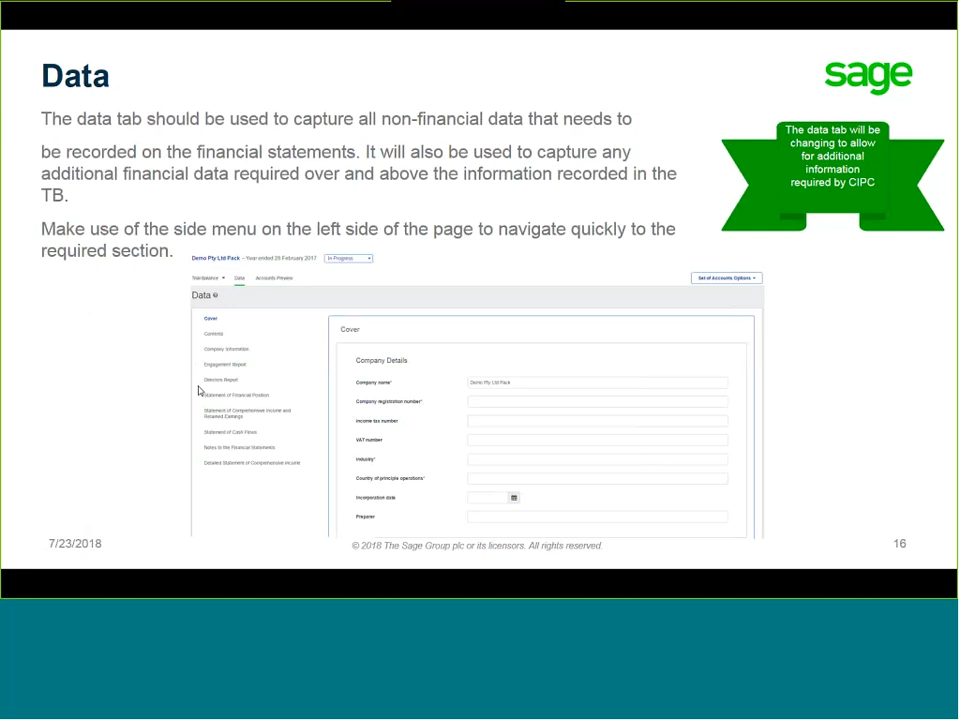 Data
sage
The data tab should be used to capture all non-financial data that needs to
be recorded on the financial statements. It will also be used to capture any
additional financial data required over and above the information recorded in the
TB.
Make use of the side menu on the left side of the page to navigate quickly to the
required section.
The data tab will be
changing to allow
for additional
information
required by CIPC
Demo Pty Ltd Pack – Year ended 28 February 2017
In Progress
Trial Balance
Data
Accounts Preview
Set of Accounts Options
Data
Cover
Contents
Company Information
Engagement Report
Directors Report
Statement of Financial Position
Statement of Comprehensive Income and
Retained Earnings
Statement of Cash Flows
Notes to the Financial Statements
Detailed Statement of Comprehensive Income
Cover
Company Details
Company name* Demo Pty Ltd Pack
Company registration number*
Income tax number
VAT number
Industry*
Country of principle operations*
Incorporation date
Preparer
7/23/2018
© 2018 The Sage Group plc or its licensors. All rights reserved.
16